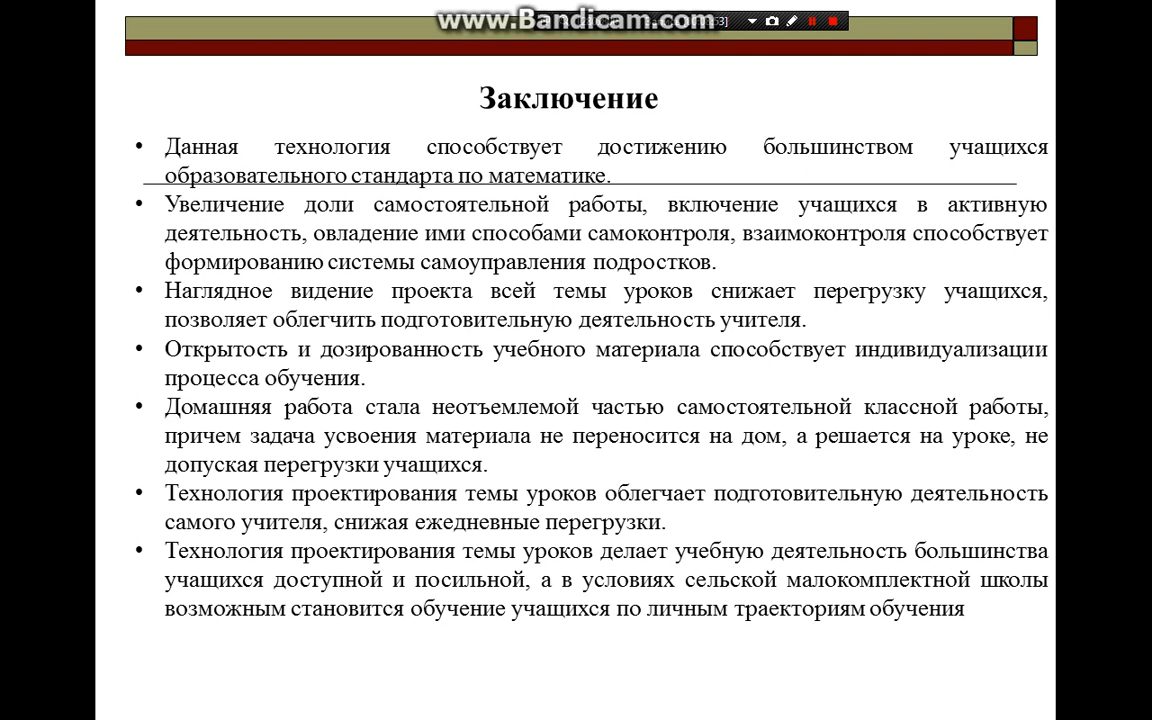 www.Bandicam.com
Заключение
• Данная технология способствует достижению большинством учащихся
образовательного стандарта по математике.
• Увеличение доли самостоятельной работы, включение учащихся в активную
деятельность, овладение ими способами самоконтроля, взаимоконтроля способствует
формированию системы самоуправления подростков.
• Наглядное видение проекта всей темы уроков снижает перегрузку учащихся,
позволяет облегчить подготовительную деятельность учителя.
• Открытость и дозированность учебного материала способствует индивидуализации
процесса обучения.
• Домашняя работа стала неотъемлемой частью самостоятельной классной работы,
причем задача усвоения материала не переносится на дом, а решается на уроке, не
допуская перегрузки учащихся.
• Технология проектирования темы уроков облегчает подготовительную деятельность
самого учителя, снижая ежедневные перегрузки.
• Технология проектирования темы уроков делает учебную деятельность большинства
учащихся доступной и посильной, а в условиях сельской малокомплектной школы
возможным становится обучение учащихся по личным траекториям обучения